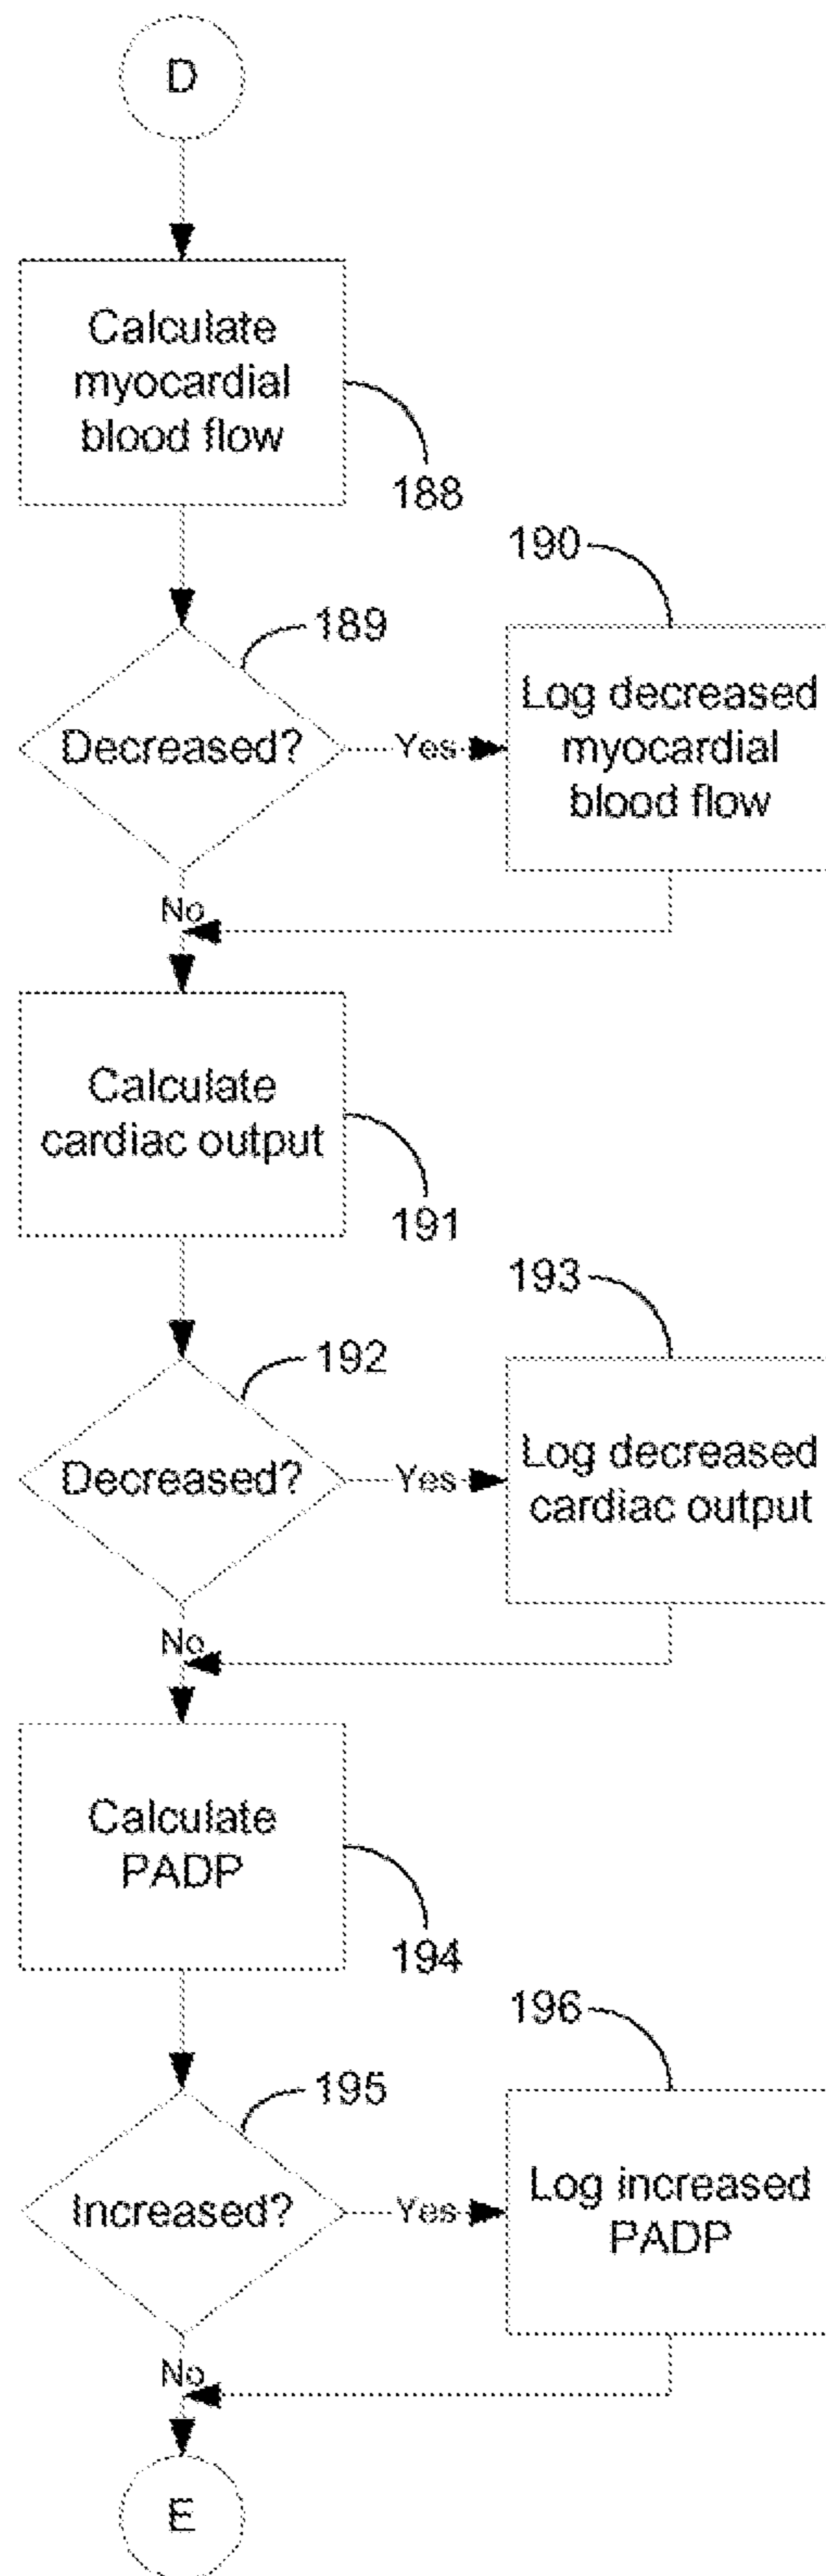 D
Calculate
myocardial
blood flow
188
190
189
Decreased?
Yes
Log decreased
myocardial
blood flow
No
Calculate
cardiac output
191
193
192
Decreased?
Yes
Log decreased
cardiac output
No
Calculate
PADP
194
196
195
Increased?
Yes
Log increased
PADP
No
E